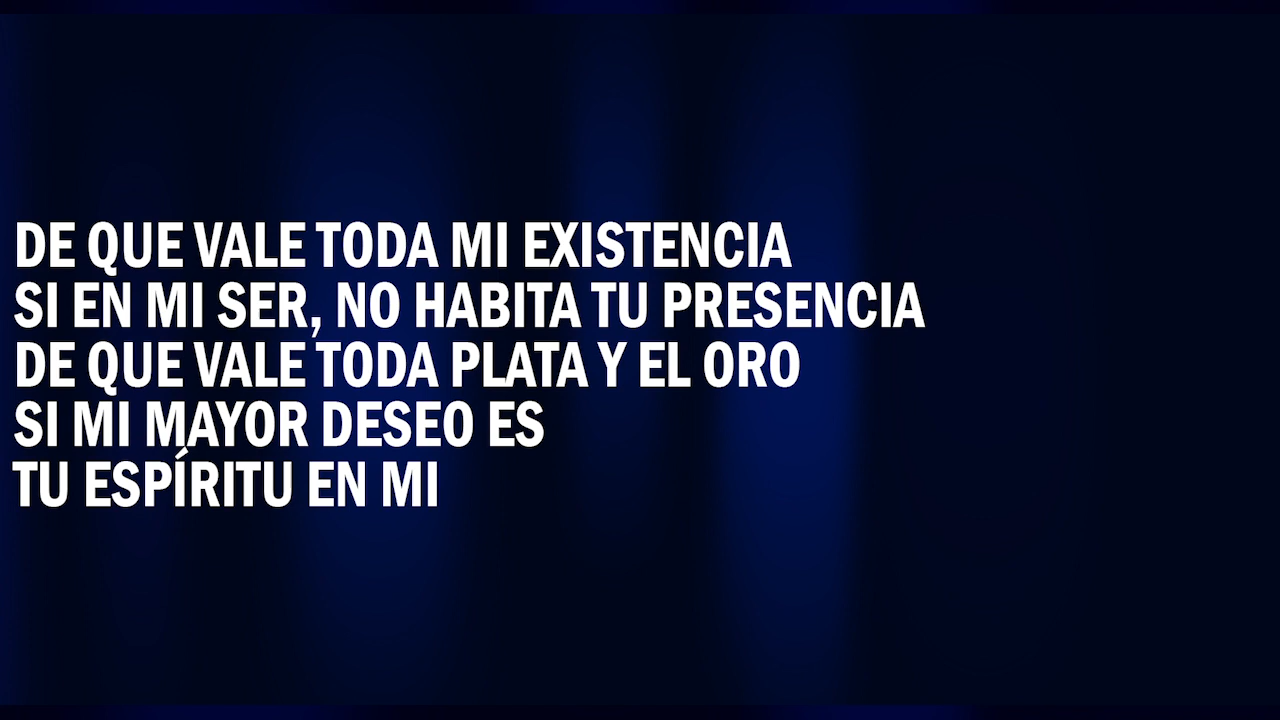 DE QUE VALE TODA MI EXISTENCIA
SI EN MI SER, NO HABITA TU PRESENCIA
DE QUE VALE TODA PLATA Y EL ORO
SI MI MAYOR DESEO ES
TU ESPÍRITU EN MI